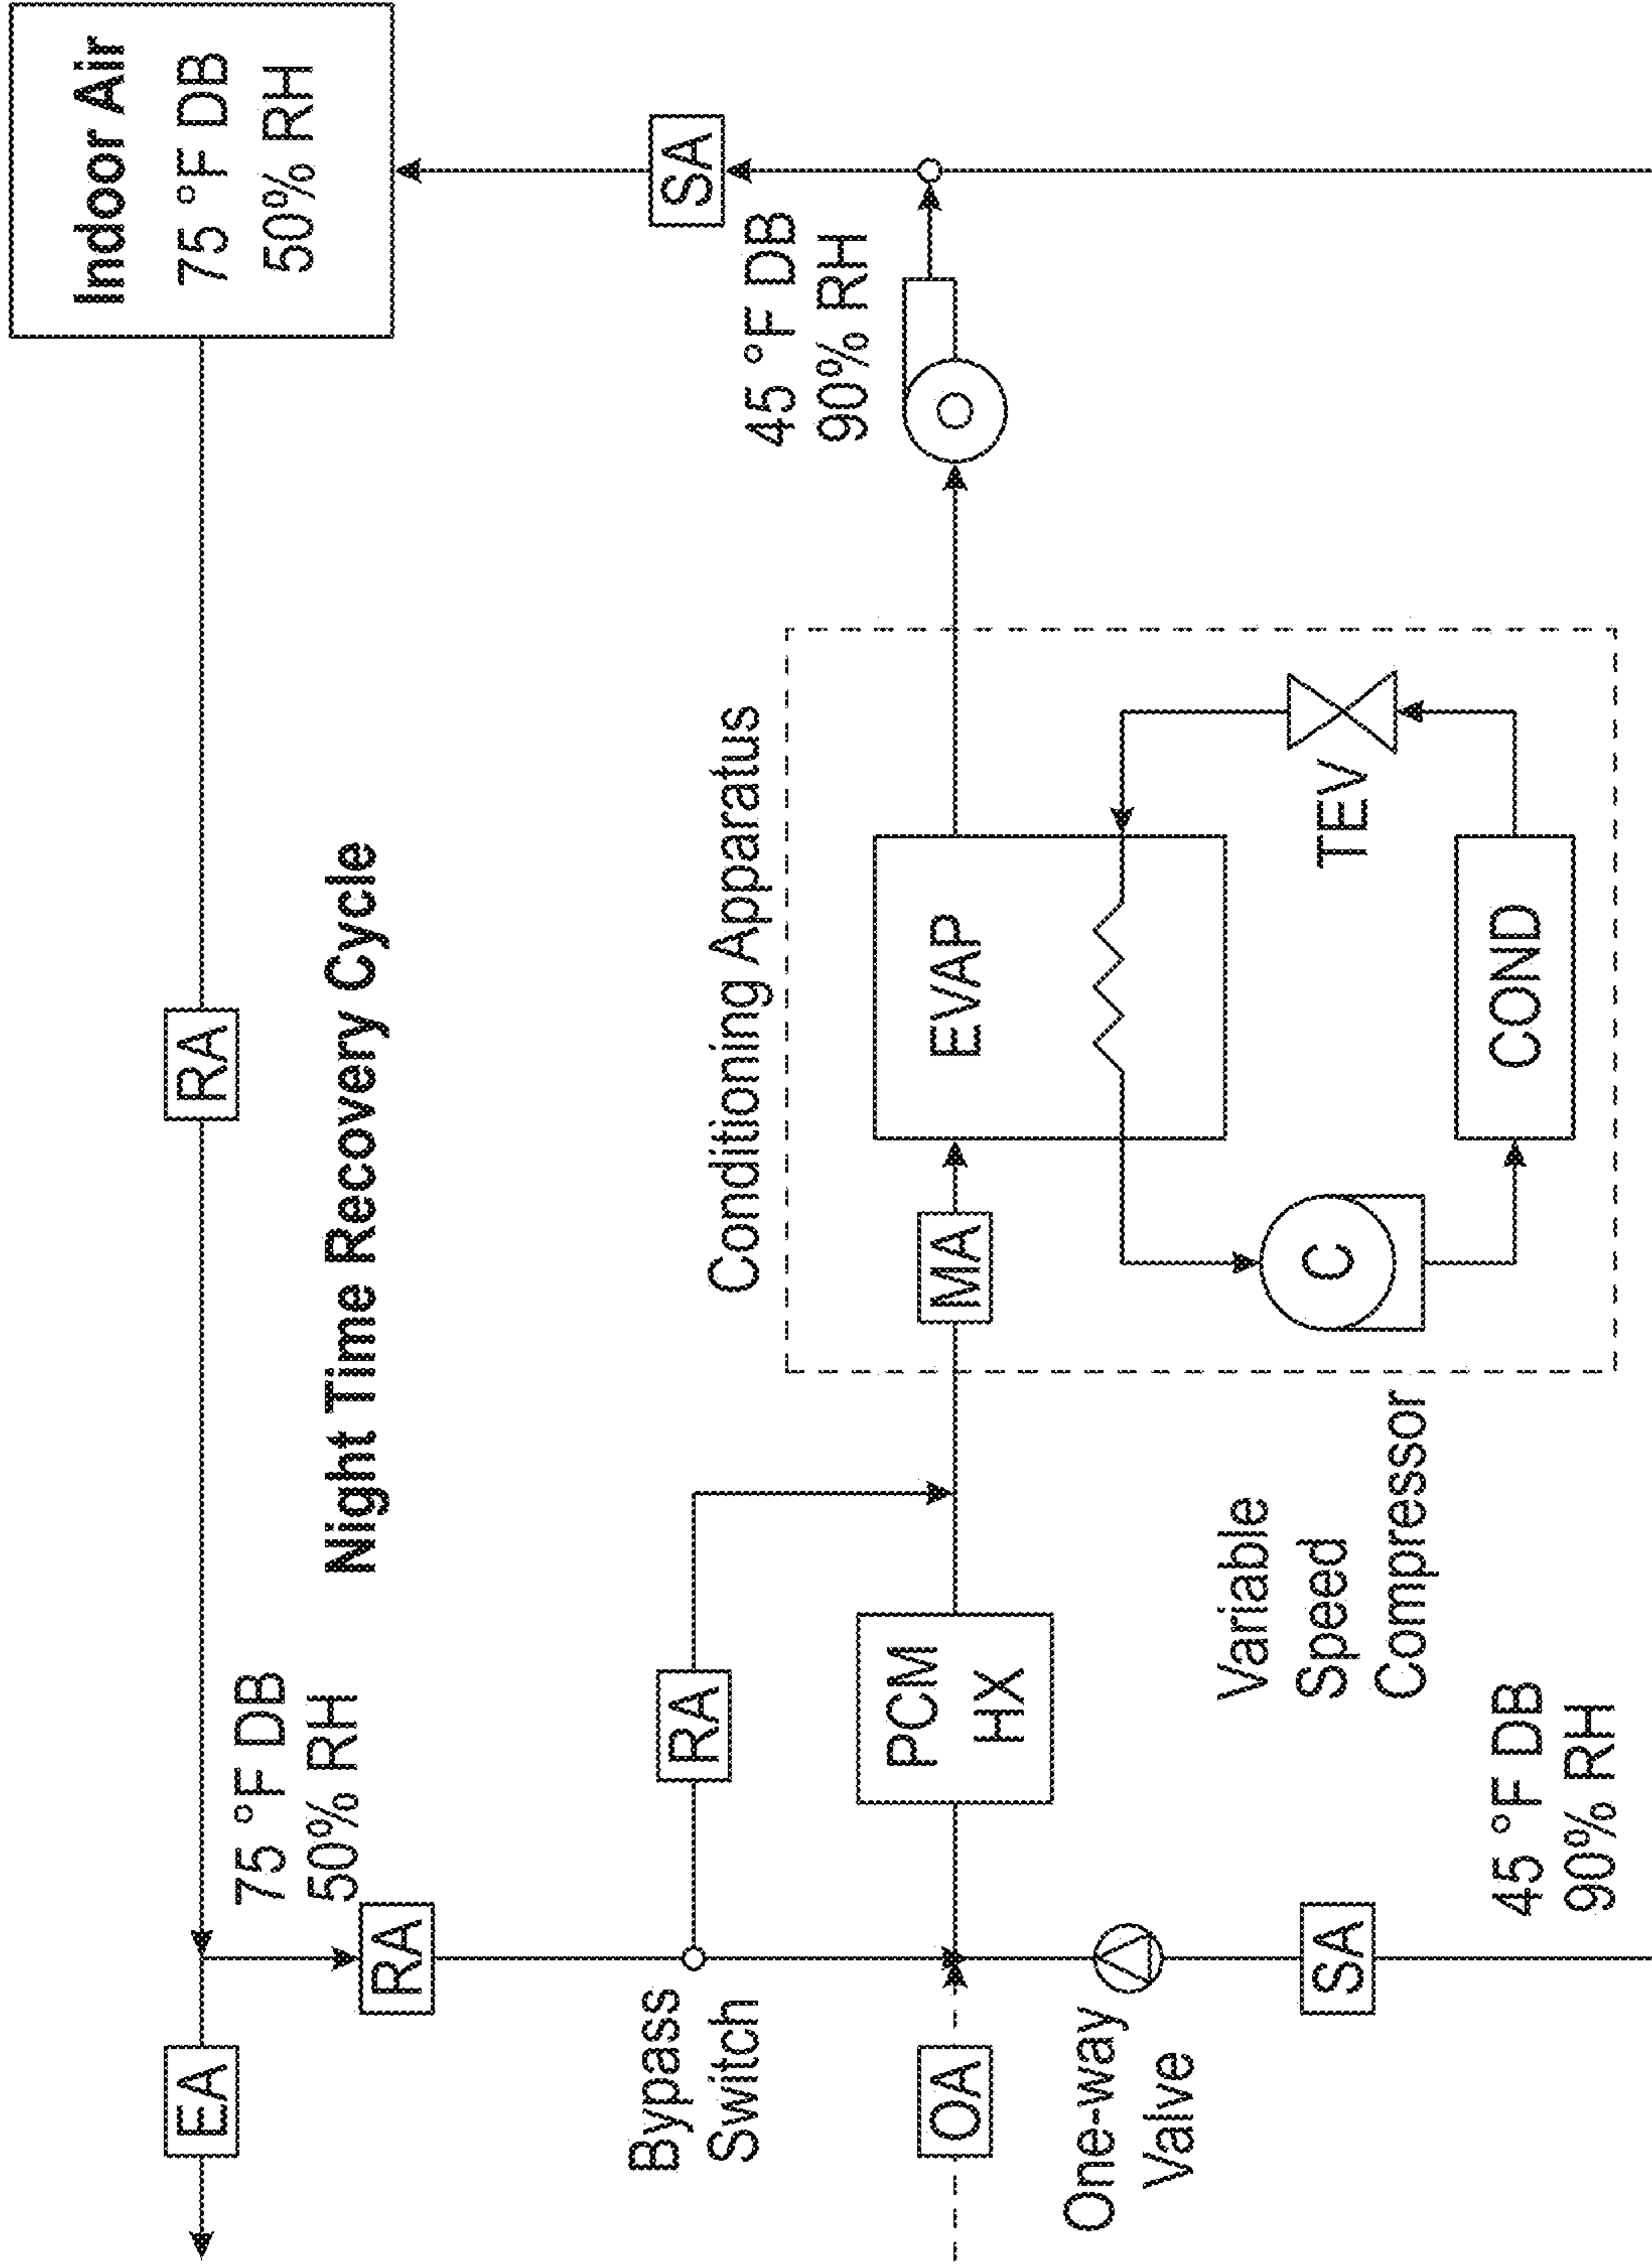 Night Time Recovery Cycle
EA
RA
Indoor Air
75 °F DB
50% RH
75 °F DB
50% RH
RA
Bypass
Switch
RA
Conditioning Apparatus
SA
45 °F DB
90% RH
OA
PCM
HX
MA
EVAP
One-way
Valve
Variable
Speed
Compressor
C
TEV
SA
COND
45 °F DB
90% RH